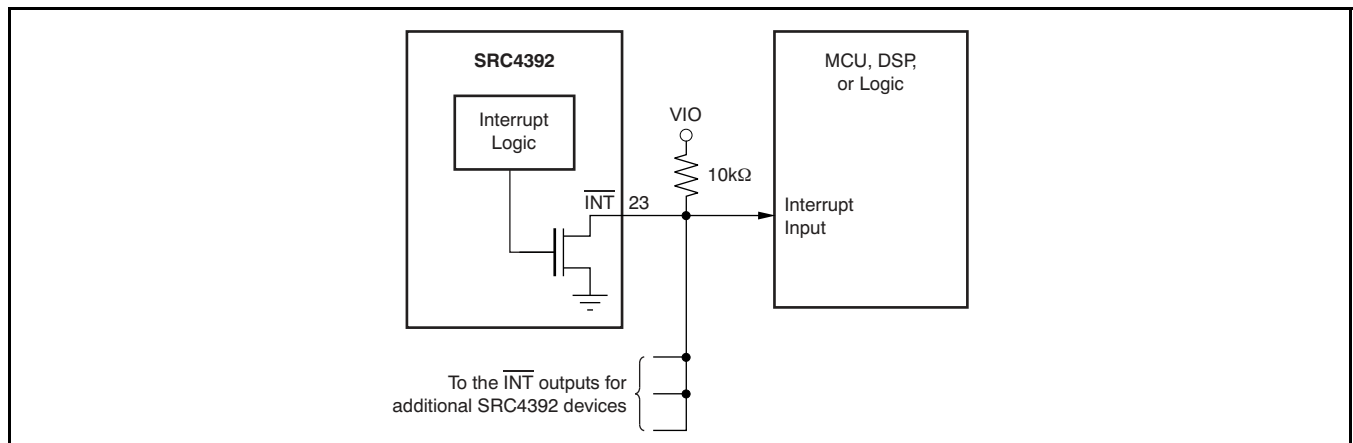 SRC4392
Interrupt
Logic
INT
23
VIO
10kΩ
MCU, DSP,
or Logic
Interrupt
Input
To the INT outputs for
additional SRC4392 devices